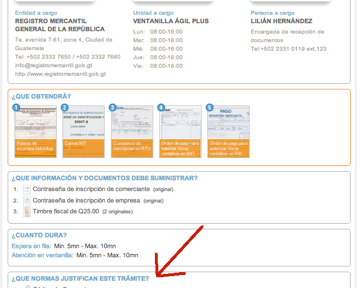 Entidad a cargo
REGISTRO MERCANTIL
GENERAL DE LA REPÚBLICA
7a. avenida 7-61, zona 4, Ciudad de
Guatemala
Tel: +502 2332 7650 / +502 2332 7660
info@registromercantil.gob.gt
http://www.registromercantil.gob.gt
Unidad a cargo
VENTANILLA ÁGIL PLUS
Lun: 08:00-16:00
Mar: 08:00-16:00
Mié: 08:00-16:00
Jue: 08:00-16:00
Vie: 08:00-16:00
Persona a cargo
LILIÁN HERNÁNDEZ
Encargada de recepción de
documentos
Tel:+502 2331 0119 ext.123
¿QUE OBTENDRÁ?
1
2
3
4
5
PAGO
Patente de
empresa individual
Carnet NIT
Constancia de
inscripción en RTU
Orden de pago para
habilitar libros
contables en SAT
Orden de pago para
autorizar libros
contables en RM
¿QUE INFORMACIÓN Y DOCUMENTOS DEBE SUMINISTRAR?
1. Contraseña de inscripción de comerciante (original)
2. Contraseña de inscripción de empresa (original)
3. Timbre fiscal de Q25.00 (2 originales)
¿CUANTO DURA?
Espera en fila: Min. 5mn - Max. 10mn
Atención en ventanilla: Min. 5mn - Max. 10mn
¿QUE NORMAS JUSTIFICAN ESTE TRÁMITE?